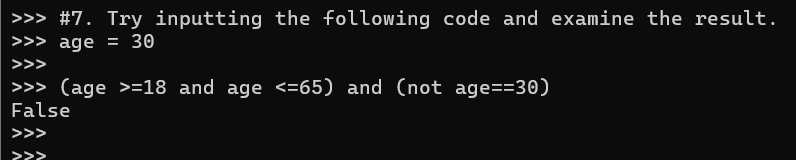 >>> #7. Try inputting the following code and examine the result.
>>> age = 30
>>>
>>> (age >=18 and age <=65) and (not age==30)
False
>>>
>>>